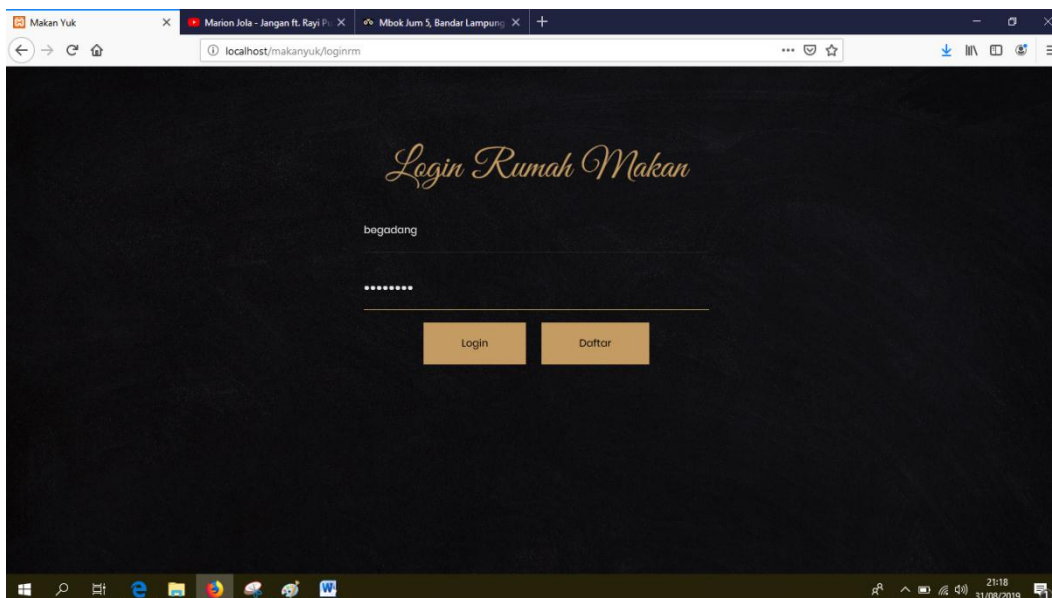 Makan Yuk
Marion Jola - Jangan ft. Rayi Pu
Mbok Jum 5, Bandar Lampung
localhost/makanyuk/loginrm
Login Rumah Makan
begadang
••••••••
Login
Daftar
21:18
31/08/2019